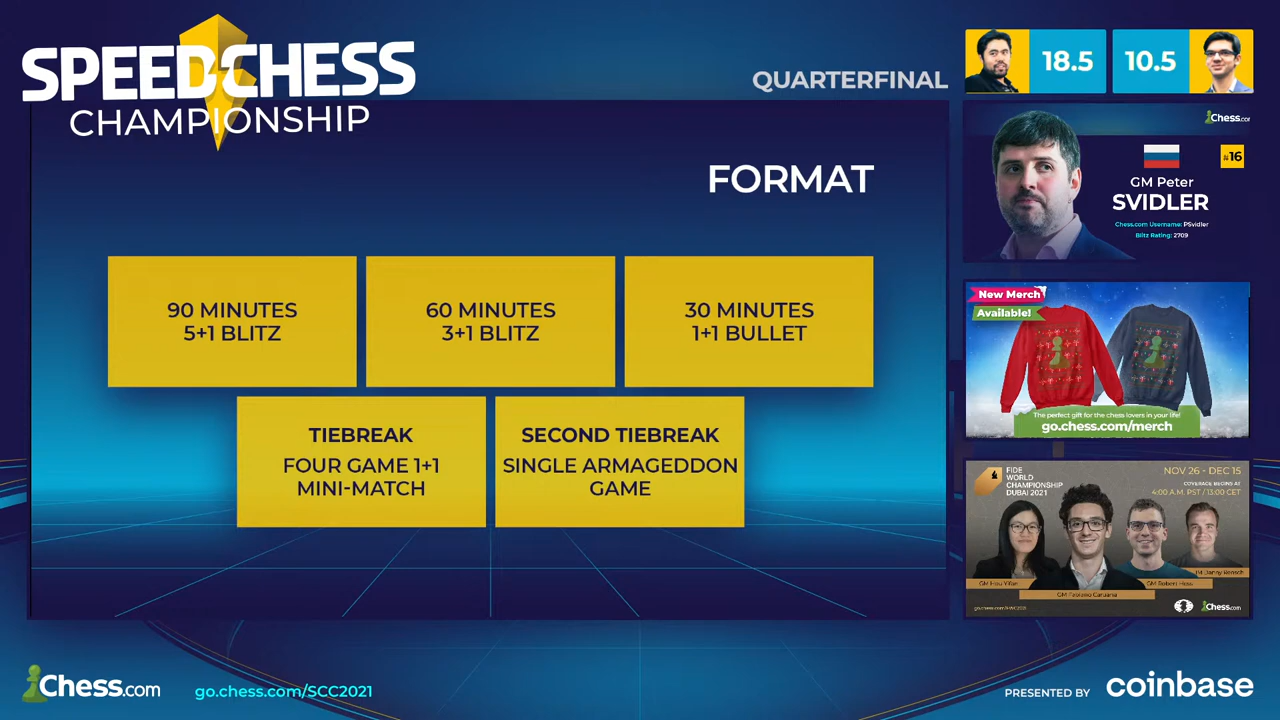 SPEEDCHESS
CHAMPIONSHIP
QUARTERFINAL
18.5
10.5
FORMAT
90 MINUTES
5+1 BLITZ
60 MINUTES
3+1 BLITZ
30 MINUTES
1+1 BULLET
TIEBREAK
FOUR GAME 1+1
MINI-MATCH
SECOND TIEBREAK
SINGLE ARMAGEDDON
GAME
Chess.com
16
GM Peter
SVIDLER
Chess.com Username: PSvidler
Blitz Rating: 2709
New Merch
Available!
The perfect gift for the chess lovers in your life!
go.chess.com/merch
FIDE
WORLD
CHAMPIONSHIP
DUBAI 2021
NOV 26 - DEC 15
COVERAGE BEGINS AT
4:00 A.M. PST / 13:00 CET
IM Danny Rensch
GM Hou Yifan
GM Robert Hess
GM Fabiano Caruana
Chess.com
Chess.com
go.chess.com/SCC2021
PRESENTED BY
coinbase